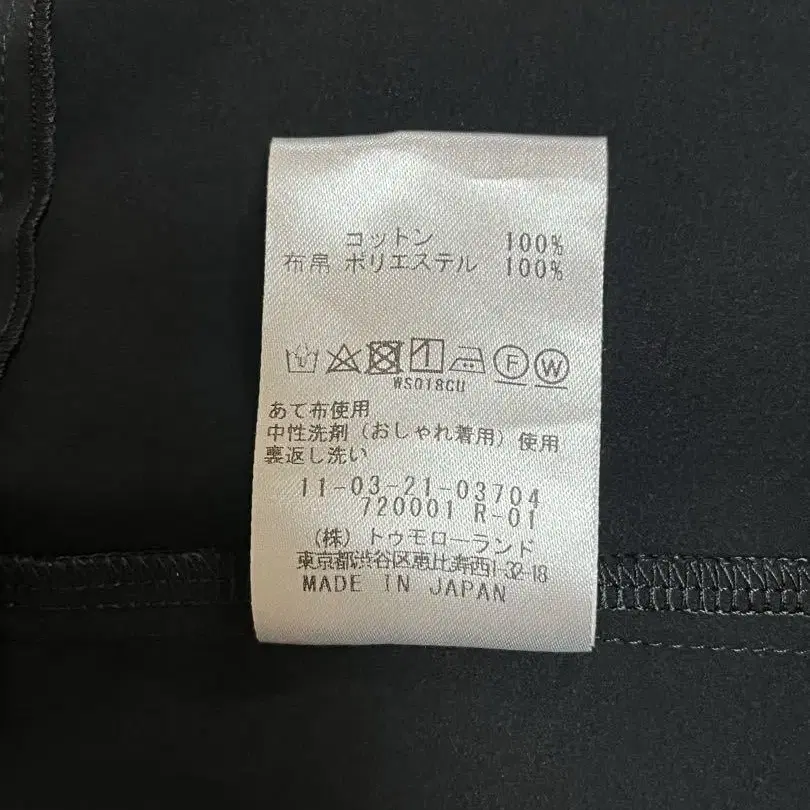 コットン 100%
布帛 ポリエステル 100%
F W
WS018CU
あて布使用
中性洗剤（おしゃれ着用）使用
裏返し洗い
11-03-21-03704
720001 R-01
（株）トゥモローランド
東京都渋谷区恵比寿西1-32-18
MADE IN JAPAN